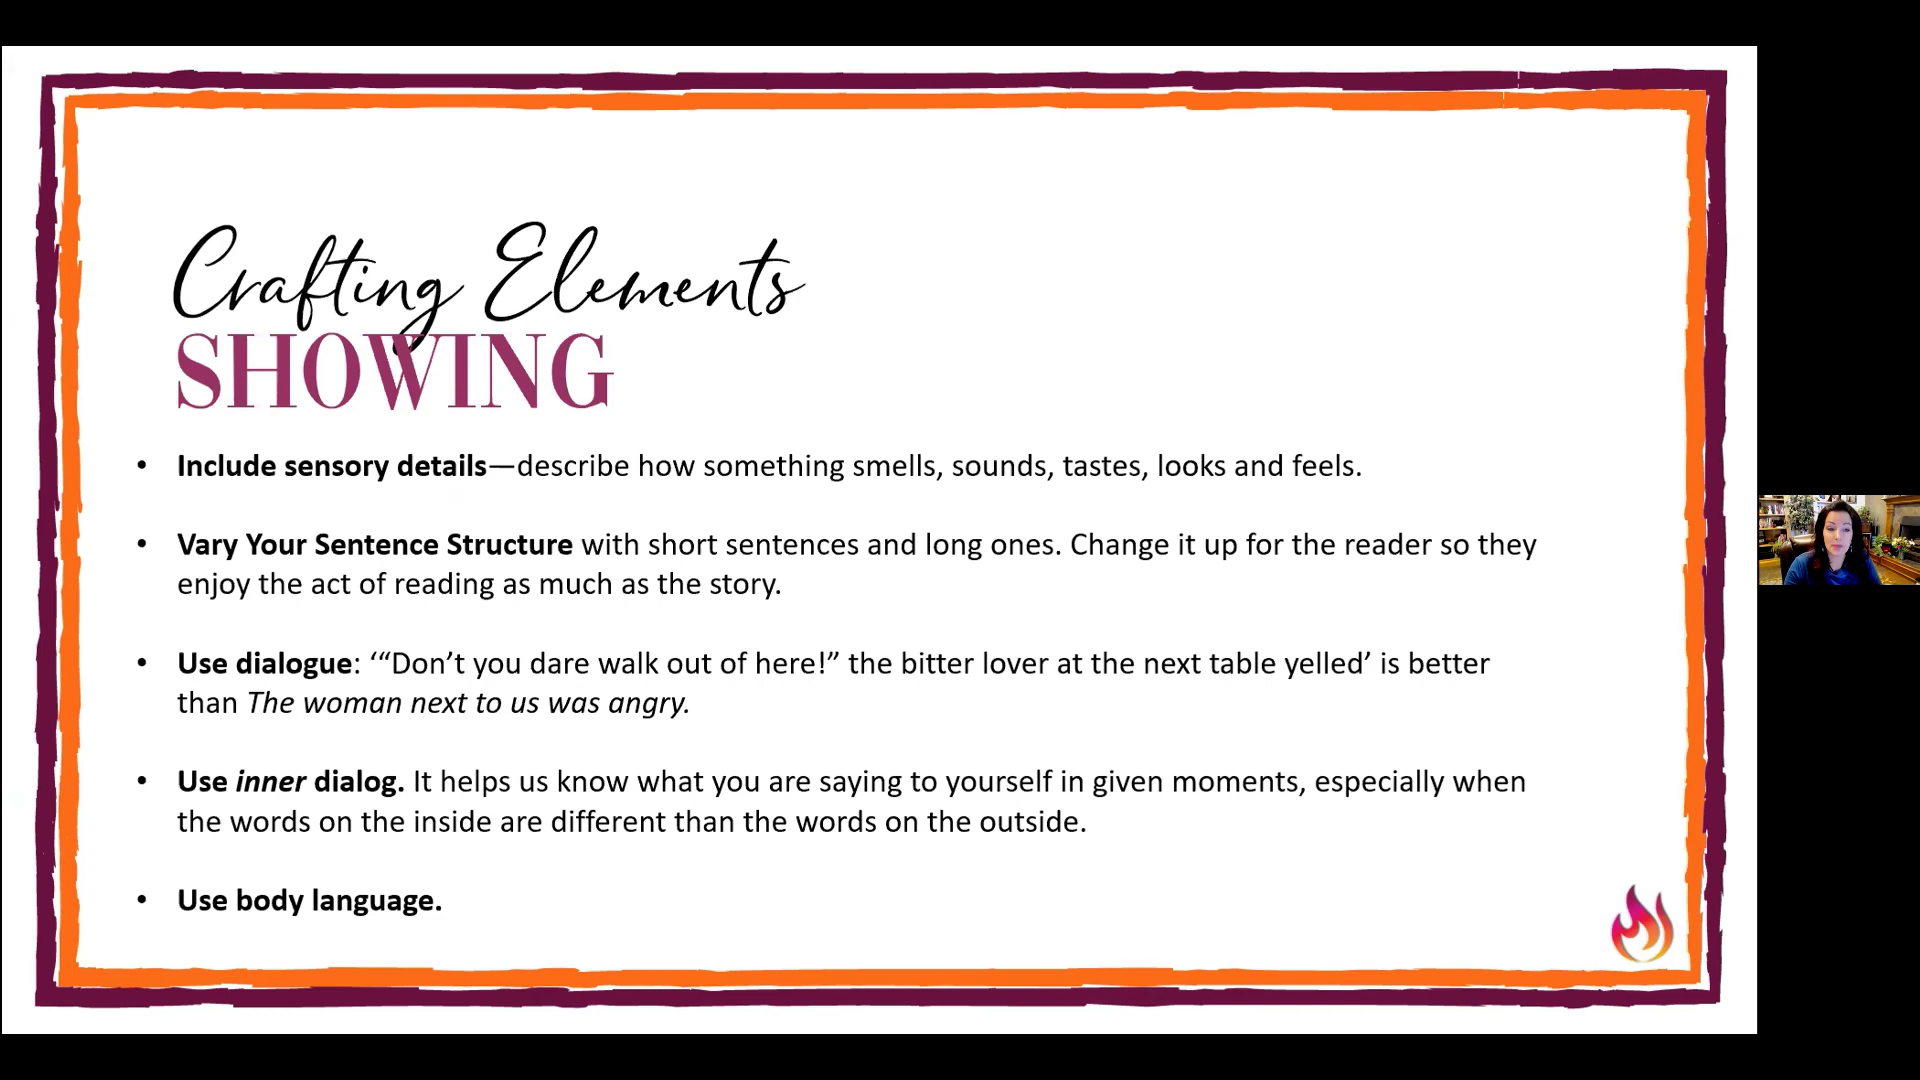 Crafting Elements
SHOWING
• Include sensory details—describe how something smells, sounds, tastes, looks and feels.
• Vary Your Sentence Structure with short sentences and long ones. Change it up for the reader so they
enjoy the act of reading as much as the story.
• Use dialogue: ‘“Don’t you dare walk out of here!” the bitter lover at the next table yelled’ is better
than The woman next to us was angry.
• Use inner dialog. It helps us know what you are saying to yourself in given moments, especially when
the words on the inside are different than the words on the outside.
• Use body language.